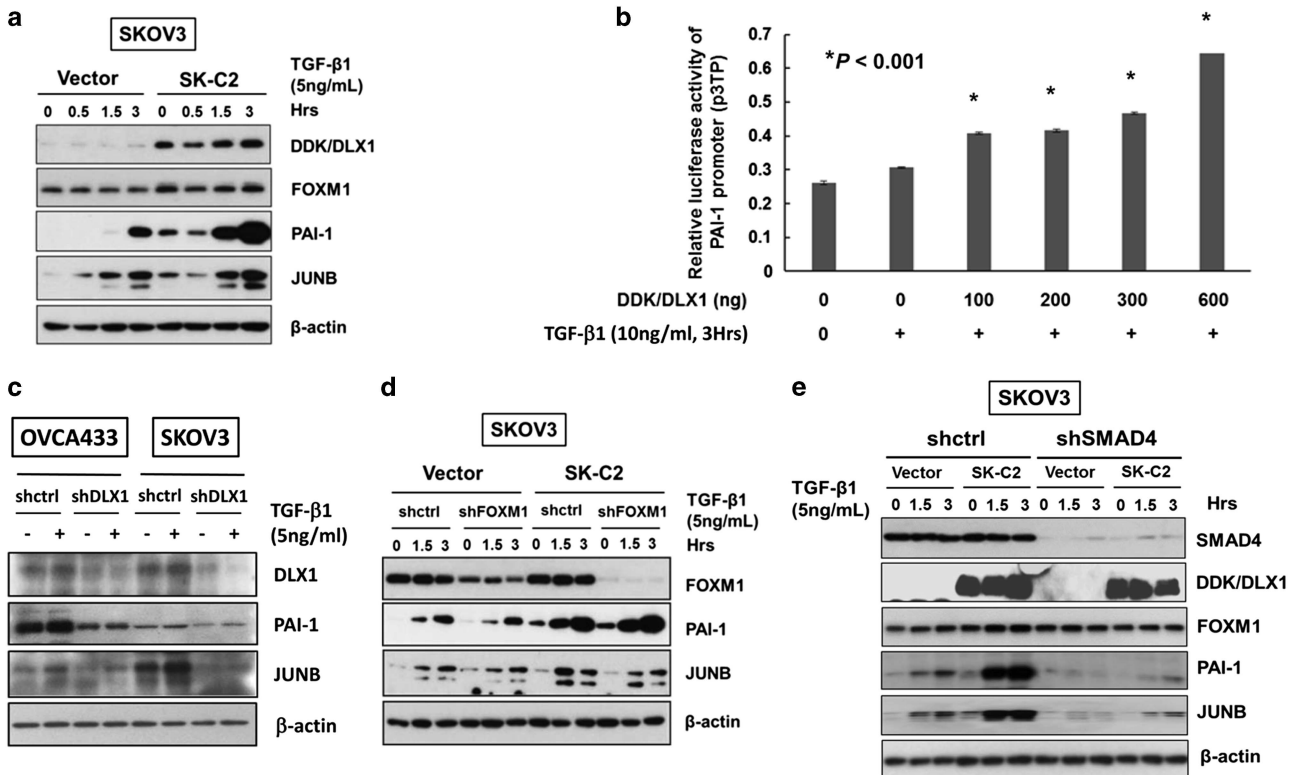 a
SKOV3
Vector SK-C2
TGF-β1
(5ng/mL)
0 0.5 1.5 3 0 0.5 1.5 3 Hrs
DDK/DLX1
FOXM1
PAI-1
JUNB
β-actin
b
Relative luciferase activity of
PAI-1 promoter (p3TP)
0.7
0.6
0.5
0.4
0.3
0.2
0.1
0
*P < 0.001
* * * *
DDK/DLX1 (ng) 0 0 100 200 300 600
TGF-β1 (10ng/ml, 3Hrs) 0 + + + + +
c
OVCA433 SKOV3
shctrl shDLX1 shctrl shDLX1
TGF-β1
(5ng/ml)
- + - + - + - +
DLX1
PAI-1
JUNB
β-actin
d
SKOV3
Vector SK-C2
shctrl shFOXM1 shctrl shFOXM1
TGF-β1
(5ng/mL)
0 1.5 3 0 1.5 3 0 1.5 3 0 1.5 3 Hrs
FOXM1
PAI-1
JUNB
β-actin
e
SKOV3
shctrl shSMAD4
Vector SK-C2 Vector SK-C2
TGF-β1
(5ng/mL)
0 1.5 3 0 1.5 3 0 1.5 3 0 1.5 3 Hrs
SMAD4
DDK/DLX1
FOXM1
PAI-1
JUNB
β-actin